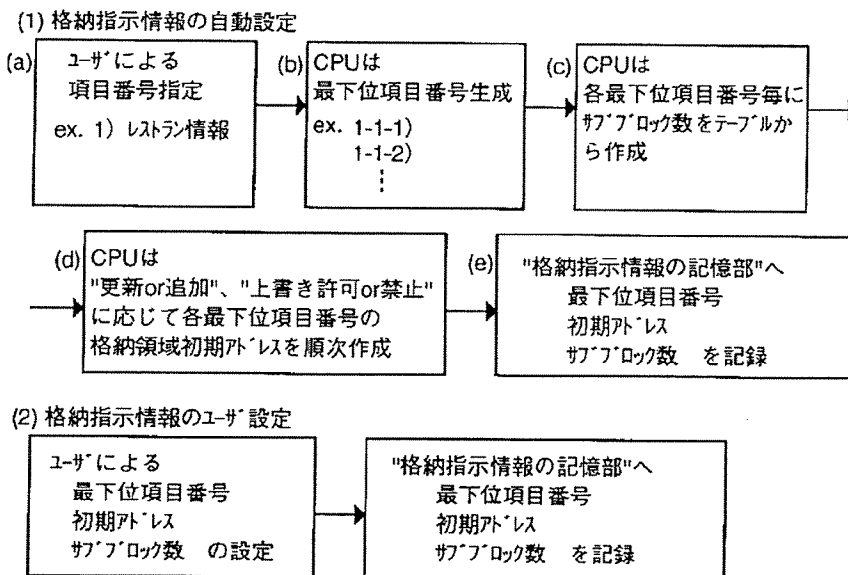 (1) 格納指示情報の自動設定
(a)
ﾕｰｻﾞによる
項目番号指定
ex. 1) ﾚｽﾄﾗﾝ情報
(b)
CPUは
最下位項目番号生成
ex. 1-1-1)
1-1-2)
⋮
(c)
CPUは
各最下位項目番号毎に
ｻﾌﾞﾌﾞﾛｯｸ数をﾃｰﾌﾞﾙか
ら作成
(d)
CPUは
"更新or追加"、"上書き許可or禁止"
に応じて各最下位項目番号の
格納領域初期ｱﾄﾞﾚｽを順次作成
(e)
"格納指示情報の記憶部"へ
最下位項目番号
初期ｱﾄﾞﾚｽ
ｻﾌﾞﾌﾞﾛｯｸ数 を記録
(2) 格納指示情報のﾕｰｻﾞ設定
ﾕｰｻﾞによる
最下位項目番号
初期ｱﾄﾞﾚｽ
ｻﾌﾞﾌﾞﾛｯｸ数 の設定
"格納指示情報の記憶部"へ
最下位項目番号
初期ｱﾄﾞﾚｽ
ｻﾌﾞﾌﾞﾛｯｸ数 を記録